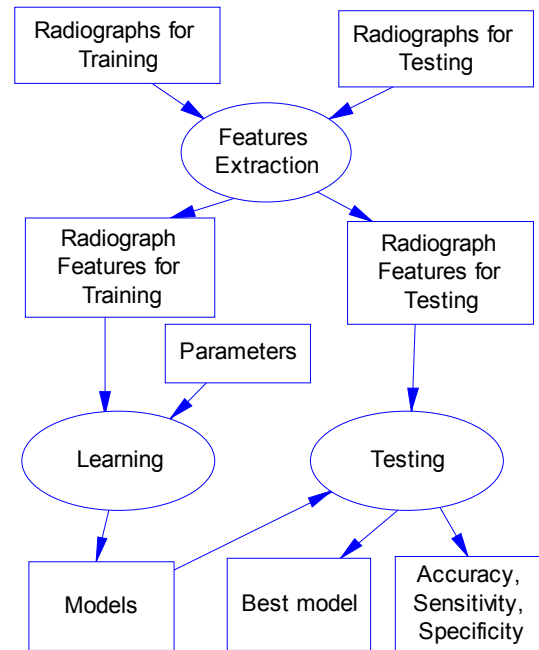 Radiographs for
Training
Radiographs for
Testing
Features
Extraction
Radiograph
Features for
Training
Radiograph
Features for
Testing
Parameters
Learning
Testing
Models
Best model
Accuracy,
Sensitivity,
Specificity